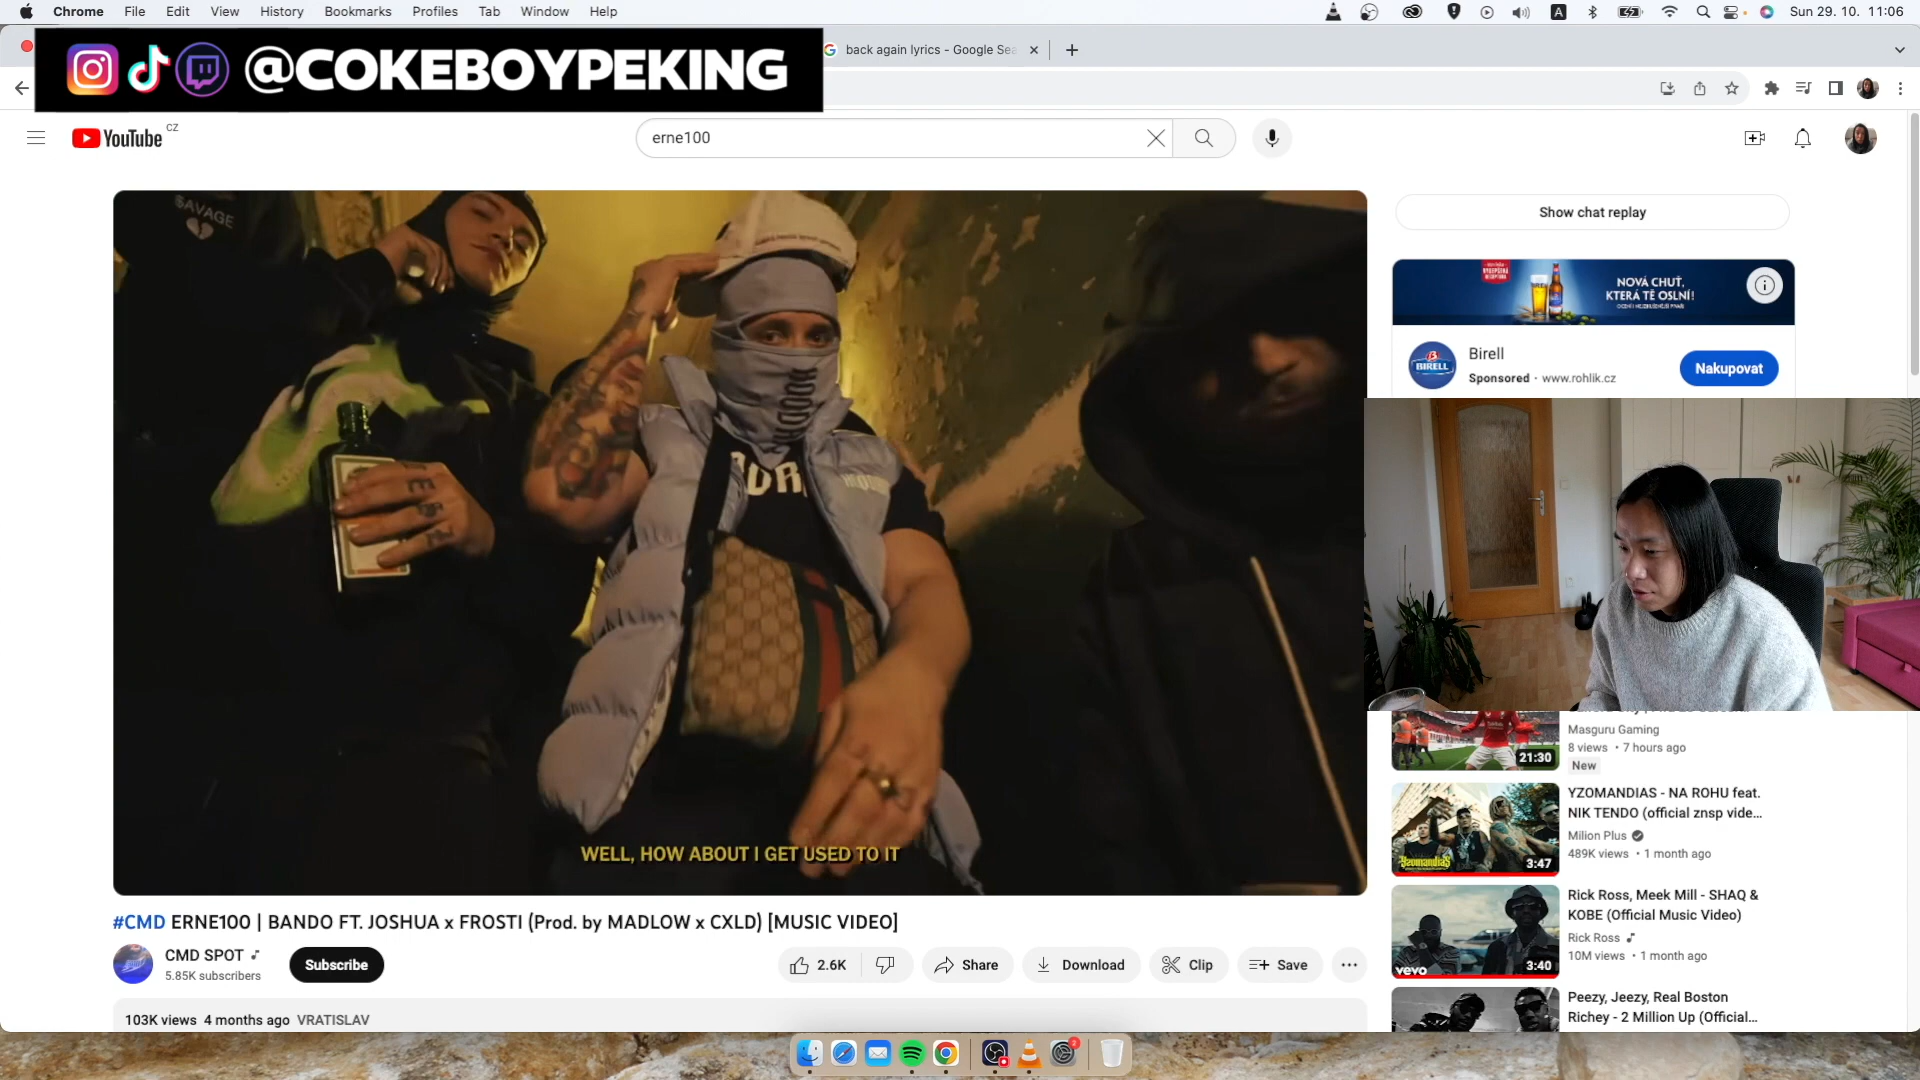 Chrome File Edit View History Bookmarks Profiles Tab Window Help
A
Sun 29. 10. 11:06
@COKEBOYPEKING
back again lyrics - Google Sea
YouTube CZ
erne100
SAVAGE
WELL, HOW ABOUT I GET USED TO IT
#CMD ERNE100 | BANDO FT. JOSHUA x FROSTI (Prod. by MADLOW x CXLD) [MUSIC VIDEO]
CMD SPOT
5.85K subscribers
Subscribe
2.6K
Share
Download
Clip
Save
103K views 4 months ago VRATISLAV
Show chat replay
NOVÁ CHUŤ,
KTERÁ TĚ OSLNÍ!
BIRELL
Birell
Sponsored · www.rohlik.cz
Nakupovat
21:30
Masguru Gaming
8 views • 7 hours ago
New
Yzomandias
3:47
YZOMANDIAS - NA ROHU feat.
NIK TENDO (official znsp vide...
Milion Plus
489K views • 1 month ago
vevo
3:40
Rick Ross, Meek Mill - SHAQ &
KOBE (Official Music Video)
Rick Ross
10M views • 1 month ago
Peezy, Jeezy, Real Boston
Richey - 2 Million Up (Official...
2